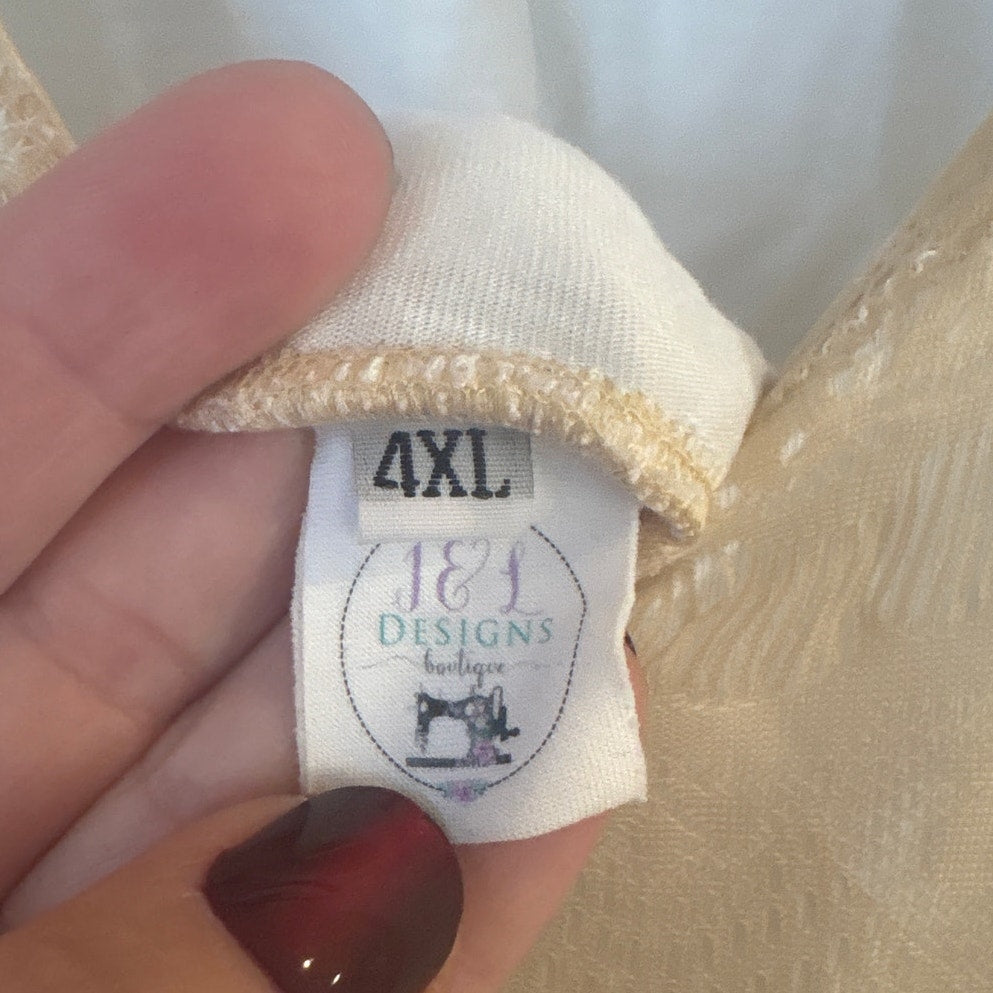 4XL
J & L
DESIGNS
boutique